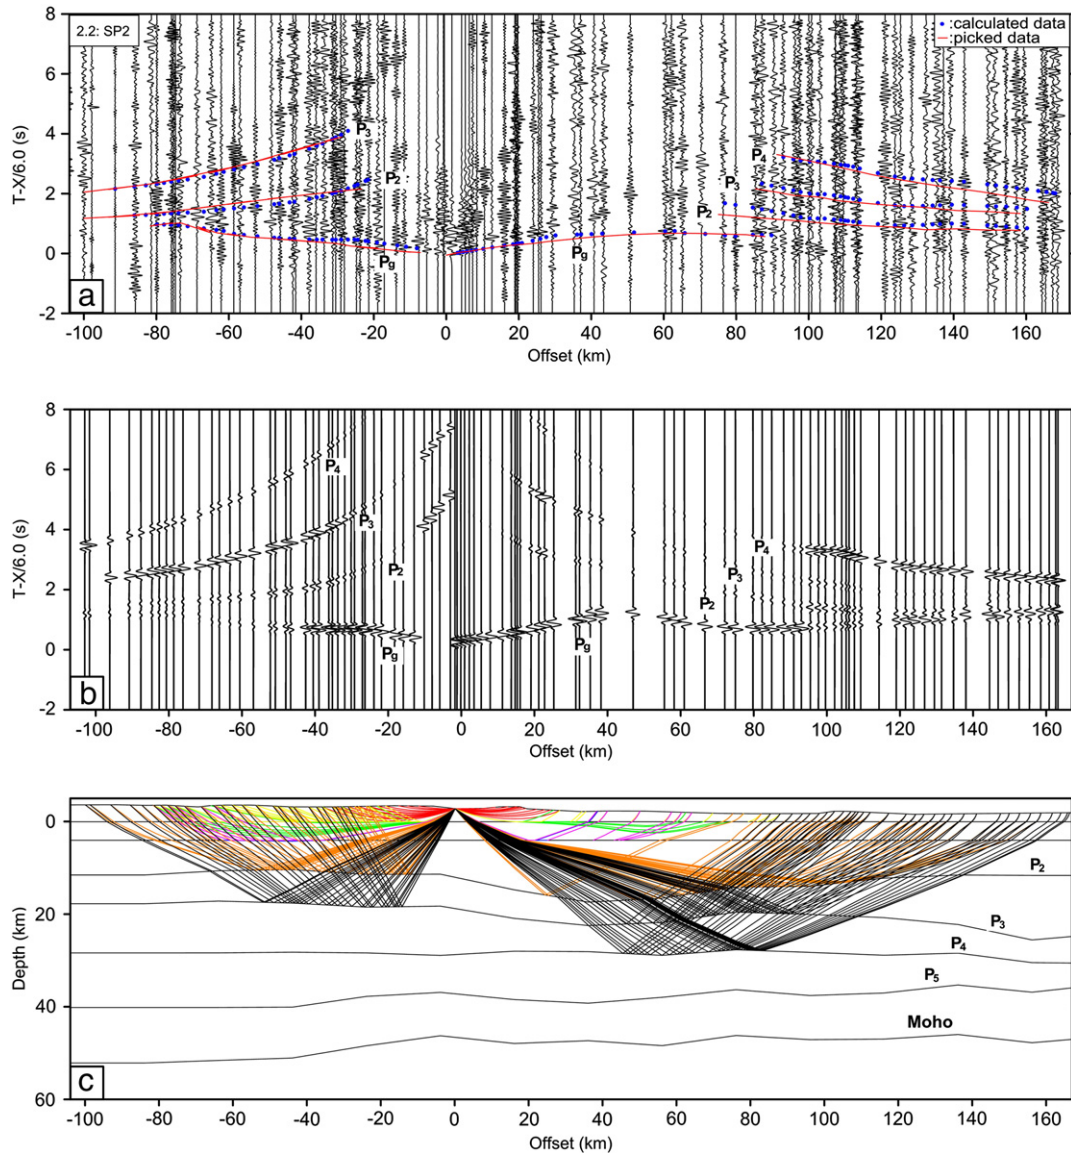 8
6
4
2
0
-2
T-X/6.0 (s)
2.2: SP2
:calculated data
:picked data
P3
P2
Pg
Pg
P4
P3
P2
a
-100 -80 -60 -40 -20 0 20 40 60 80 100 120 140 160
Offset (km)
8
6
4
2
0
-2
T-X/6.0 (s)
P4
P3
P2
Pg
Pg
P4
P3
P2
b
-100 -80 -60 -40 -20 0 20 40 60 80 100 120 140 160
Offset (km)
0
20
40
60
Depth (km)
P2
P3
P4
P5
Moho
c
-100 -80 -60 -40 -20 0 20 40 60 80 100 120 140 160
Offset (km)